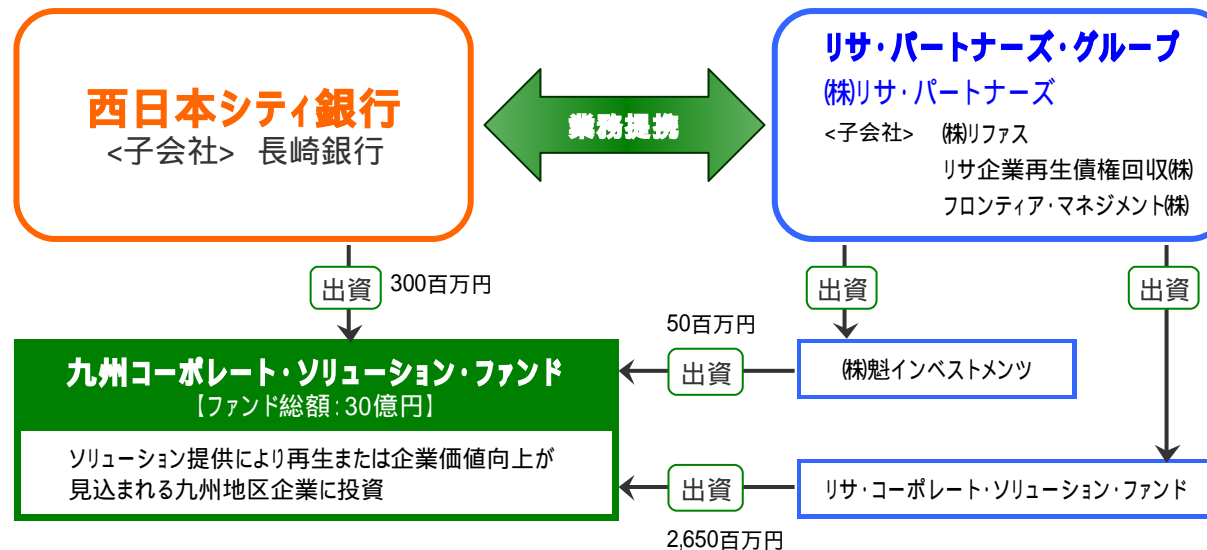 西日本シティ銀行
<子会社> 長崎銀行
業務提携
リサ・パートナーズ・グループ
㈱リサ・パートナーズ
<子会社> ㈱リファス
リサ企業再生債権回収㈱
フロンティア・マネジメント㈱
出資 300百万円
出資
出資
50百万円
九州コーポレート・ソリューション・ファンド
【ファンド総額:30億円】
出資
㈱魁インベストメンツ
ソリューション提供により再生または企業価値向上が
見込まれる九州地区企業に投資
出資
リサ・コーポレート・ソリューション・ファンド
2,650百万円